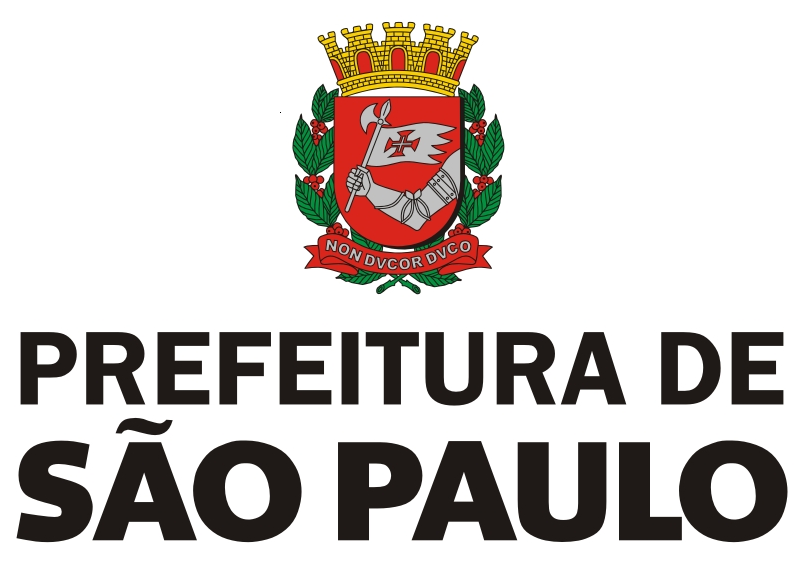 NON DVCOR DVCO
PREFEITURA DE
SÃO PAULO